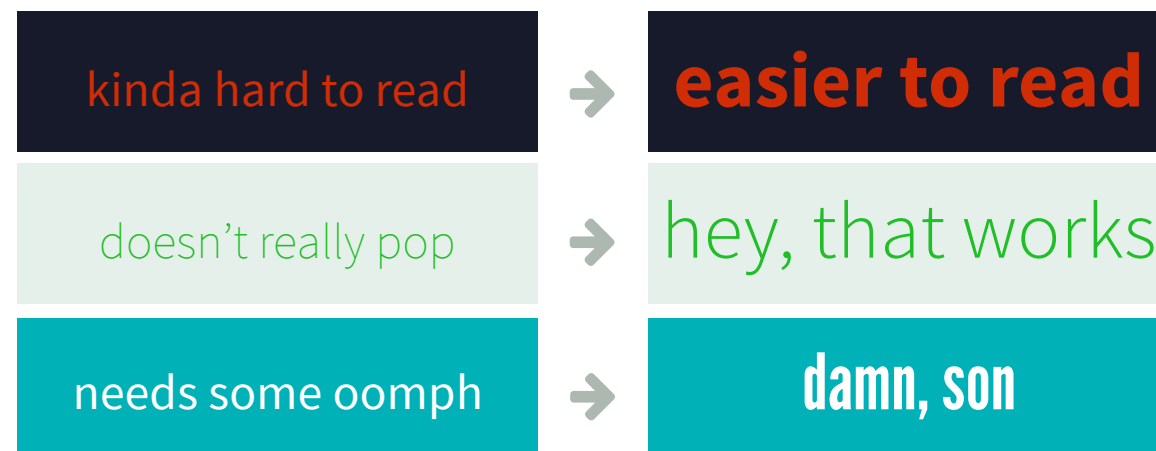 kinda hard to read
easier to read
doesn’t really pop
hey, that works
needs some oomph
damn, son